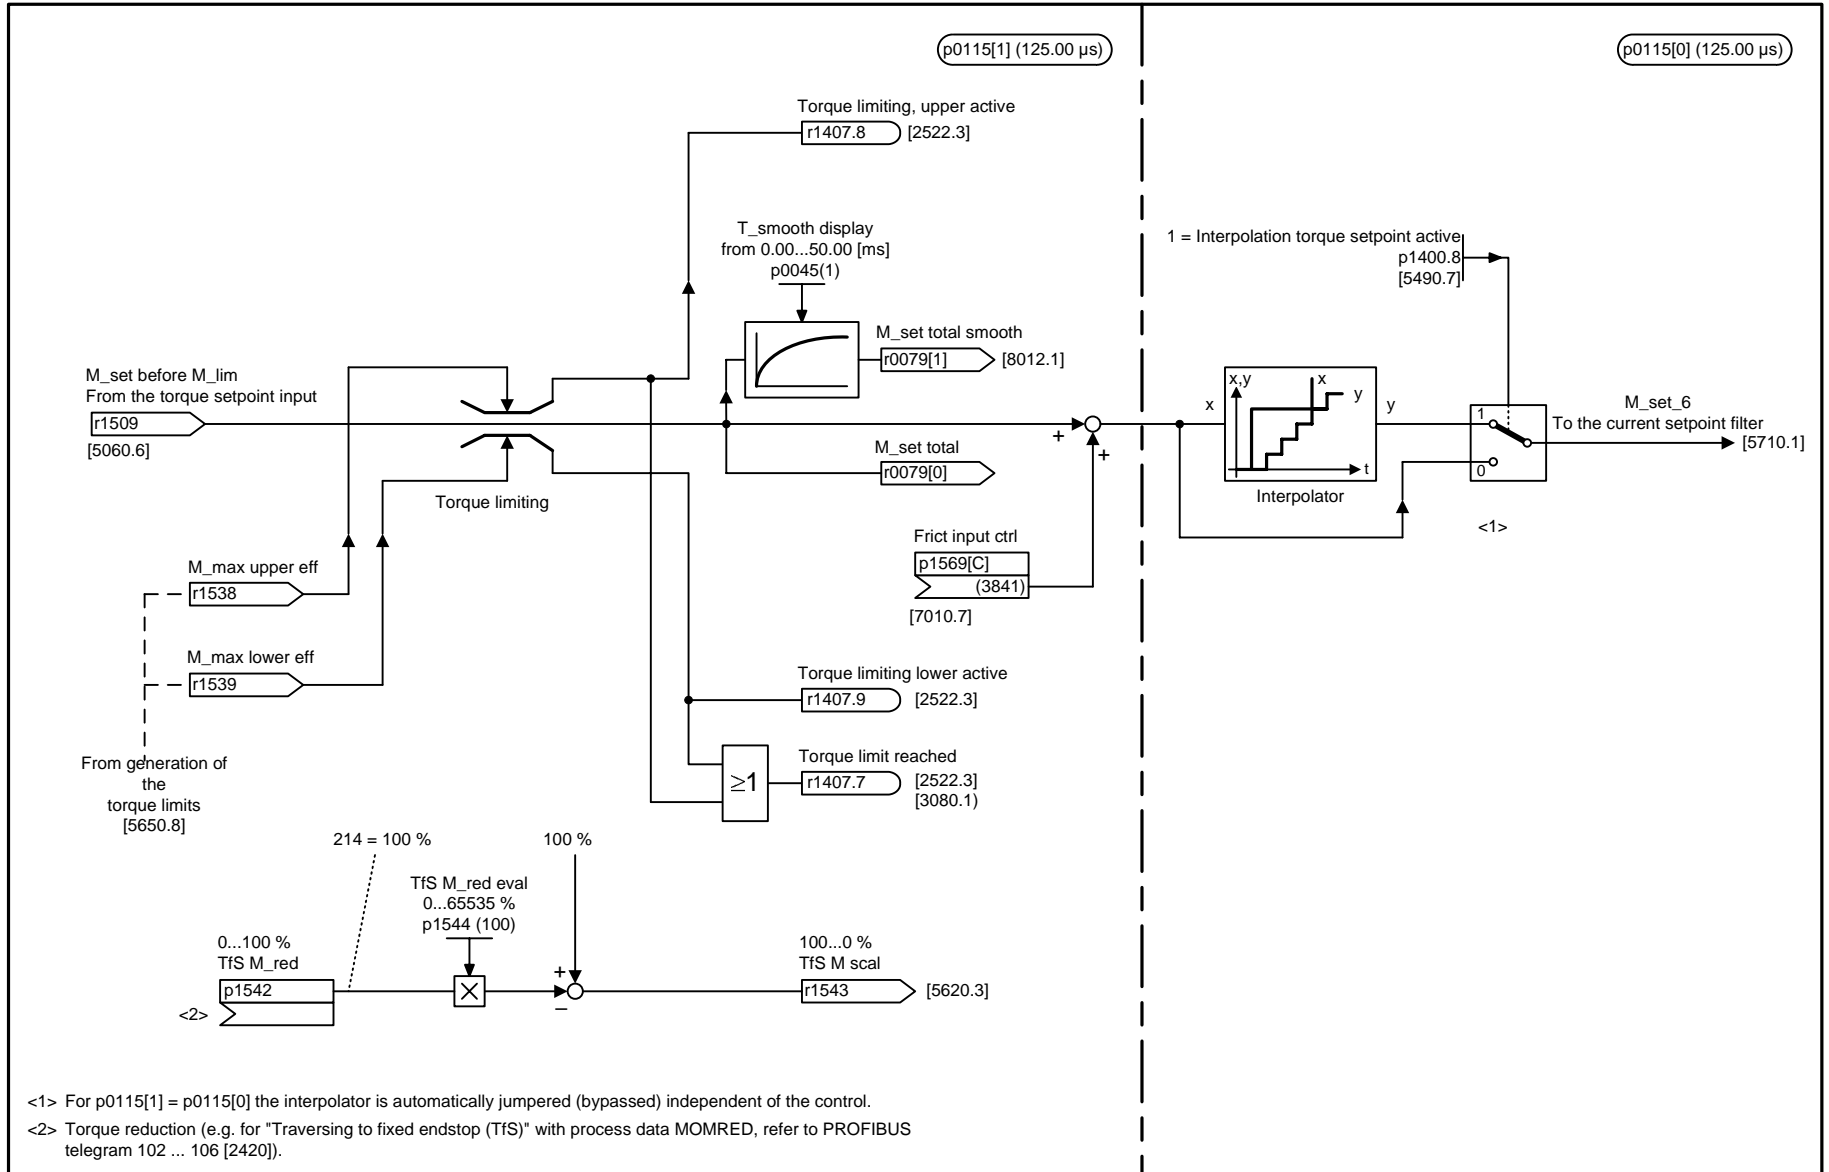 p0115[1] (125.00 µs)
p0115[0] (125.00 µs)
Torque limiting, upper active
r1407.8 [2522.3]
T_smooth display
from 0.00...50.00 [ms]
p0045(1)
1 = Interpolation torque setpoint active
p1400.8
[5490.7]
M_set total smooth
r0079[1] [8012.1]
M_set before M_lim
From the torque setpoint input
r1509
[5060.6]
Torque limiting
+
+
M_set total
r0079[0]
x
x,y
x
y
t
y
Interpolator
1
0
<1>
M_set_6
To the current setpoint filter
[5710.1]
Frict input ctrl
p1569[C]
(3841)
[7010.7]
M_max upper eff
r1538
M_max lower eff
r1539
From generation of
the
torque limits
[5650.8]
Torque limiting lower active
r1407.9 [2522.3]
≥1
Torque limit reached
r1407.7 [2522.3]
[3080.1)
214 = 100 %
100 %
TfS M_red eval
0...65535 %
p1544 (100)
0...100 %
TfS M_red
p1542
<2>
+
–
100...0 %
TfS M scal
r1543 [5620.3]
<1> For p0115[1] = p0115[0] the interpolator is automatically jumpered (bypassed) independent of the control.
<2> Torque reduction (e.g. for "Traversing to fixed endstop (TfS)" with process data MOMRED, refer to PROFIBUS
telegram 102 ... 106 [2420]).